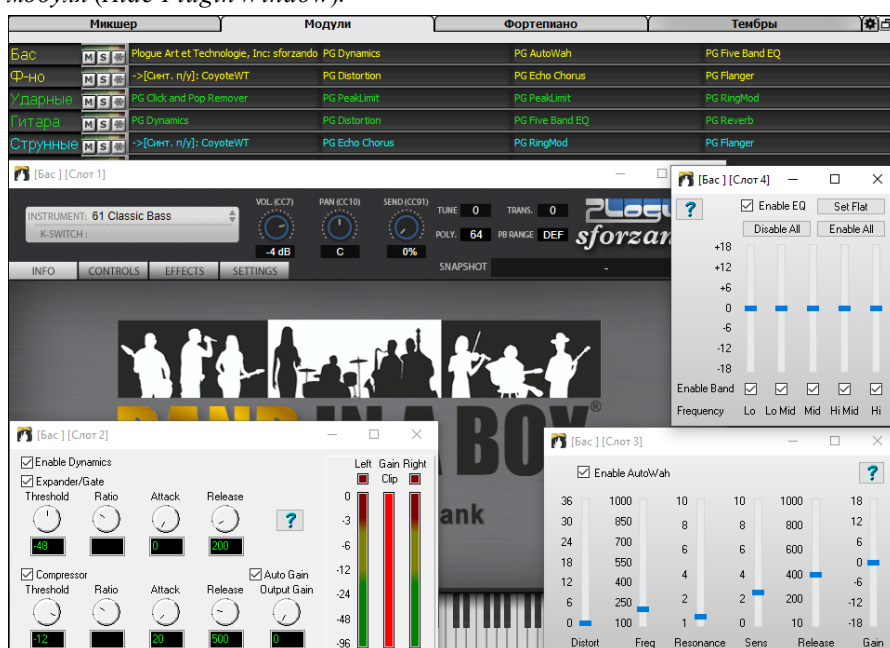 модуля (Hide Plugin Window).
Микшер Модули Фортепиано Тембры
Бас M S Plogue Art et Technologie, Inc: sforzando PG Dynamics PG AutoWah PG Five Band EQ
Ф-но M S ->[Синт. п/у]: CoyoteWT PG Distortion PG Echo Chorus PG Flanger
Ударные M S PG Click and Pop Remover PG PeakLimit PG PeakLimit PG RingMod
Гитара M S PG Dynamics PG Distortion PG Five Band EQ PG Reverb
Струнные M S ->[Синт. п/у]: CoyoteWT PG Echo Chorus PG RingMod PG Flanger
[Бас ] [Слот 1]
INSTRUMENT: 61 Classic Bass
K-SWITCH :
VOL. (CC7) PAN (CC10) SEND (CC91)
-4 dB C 0%
TUNE 0 TRANS. 0
POLY. 64 PB RANGE DEF
SNAPSHOT -
INFO CONTROLS EFFECTS SETTINGS
BAND IN A BOX®
[Бас ] [Слот 4]
? Enable EQ Set Flat
Disable All Enable All
+18
+12
+6
0
-6
-12
-18
Enable Band
Frequency Lo Lo Mid Mid Hi Mid Hi
[Бас ] [Слот 2]
Enable Dynamics
Expander/Gate
Threshold Ratio Attack Release
?
-48 0 200
Compressor Auto Gain
Threshold Ratio Attack Release Output Gain
-12 20 500 0
Left Gain Right
Clip
0
-3
-6
-12
-24
-48
-96
[Бас ] [Слот 3]
Enable AutoWah ?
36 1000 10 10 1000 18
30 850 8 8 800 12
24 700 6 6 600 6
18 550 4 4 400 0
12 400 2 2 200 -6
6 250 1 0 10 -12
0 100 -18
Distort Freq Resonance Sens Release Gain